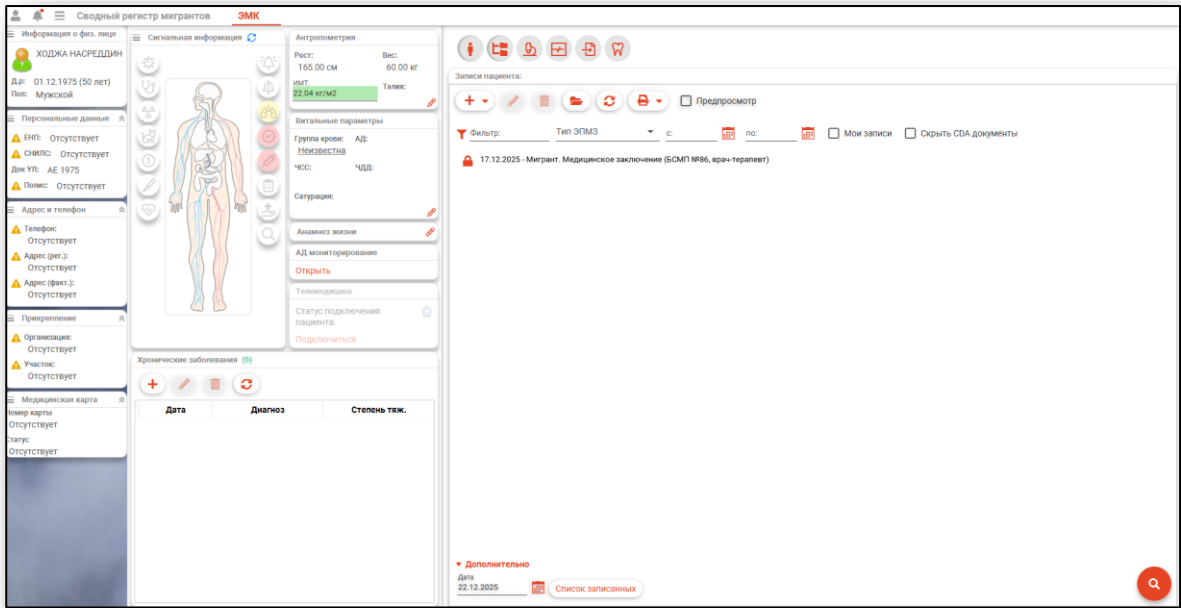 Сводный регистр мигрантов ЭМК
Информация о физ. лице
ХОДЖА НАСРЕДДИН
Д.р: 01.12.1975 (50 лет)
Пол: Мужской
Персональные данные
ЕНП: Отсутствует
СНИЛС: Отсутствует
Док УЛ: АЕ 1975
Полис: Отсутствует
Адрес и телефон
Телефон:
Отсутствует
Адрес (рег.):
Отсутствует
Адрес (факт.):
Отсутствует
Прикрепление
Организация:
Отсутствует
Участок:
Отсутствует
Медицинская карта
Номер карты
Отсутствует
Статус
Отсутствует
Сигнальная информация
Антропометрия
Рост: Вес:
165.00 см 60.00 кг
ИМТ: Талия:
22.04 кг/м2
Витальные параметры
Группа крови: АД:
Неизвестна
ЧСС: ЧДД:
Сатурация:
Анамнез жизни
АД мониторирование
Открыть
Телемедицина
Статус подключения
пациента:
Подключиться
Хронические заболевания (0)
Дата Диагноз Степень тяж.
Записи пациента:
Предпросмотр
Фильтр: Тип ЭПМЗ с: по: Мои записи Скрыть CDA документы
17.12.2025 - Мигрант. Медицинское заключение (БСМП №86, врач-терапевт)
Дополнительно
Дата
22.12.2025 Список записанных